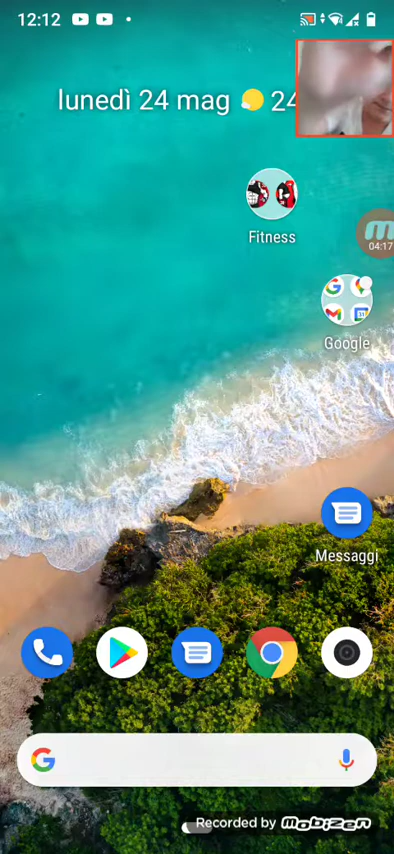 12:12
lunedì 24 mag 24
Fitness
04:17
Google
Messaggi
Recorded by Mobizen